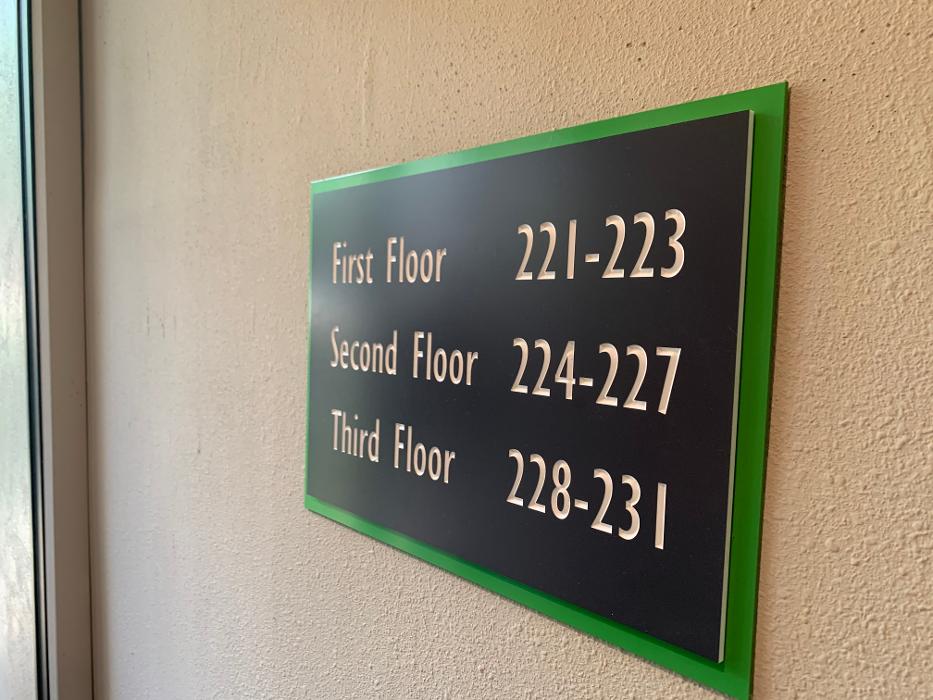 First Floor 221-223
Second Floor 224-227
Third Floor 228-231